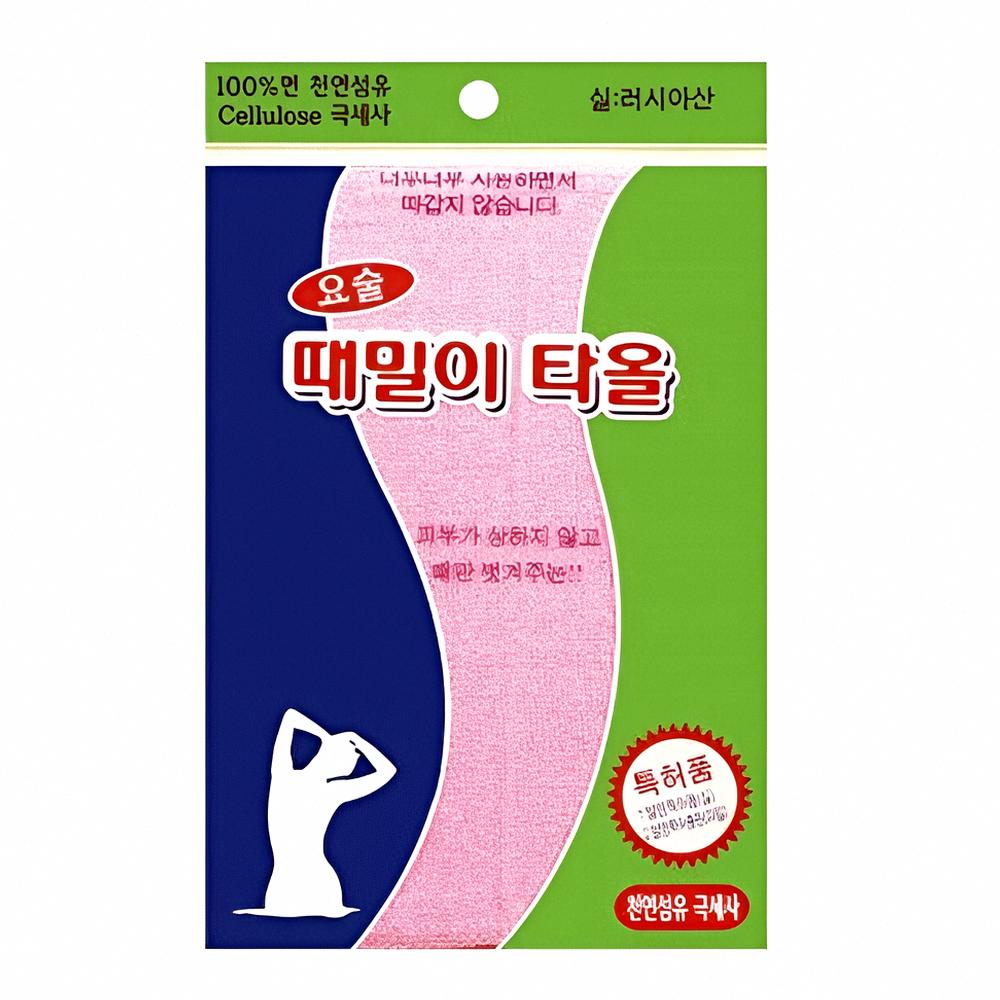 100%면 천연섬유
Cellulose 극세사
실:러시아산
따갑지 않습니다
요술
때밀이 타올
피부가 상하지 않고
특허품
천연섬유 극세사